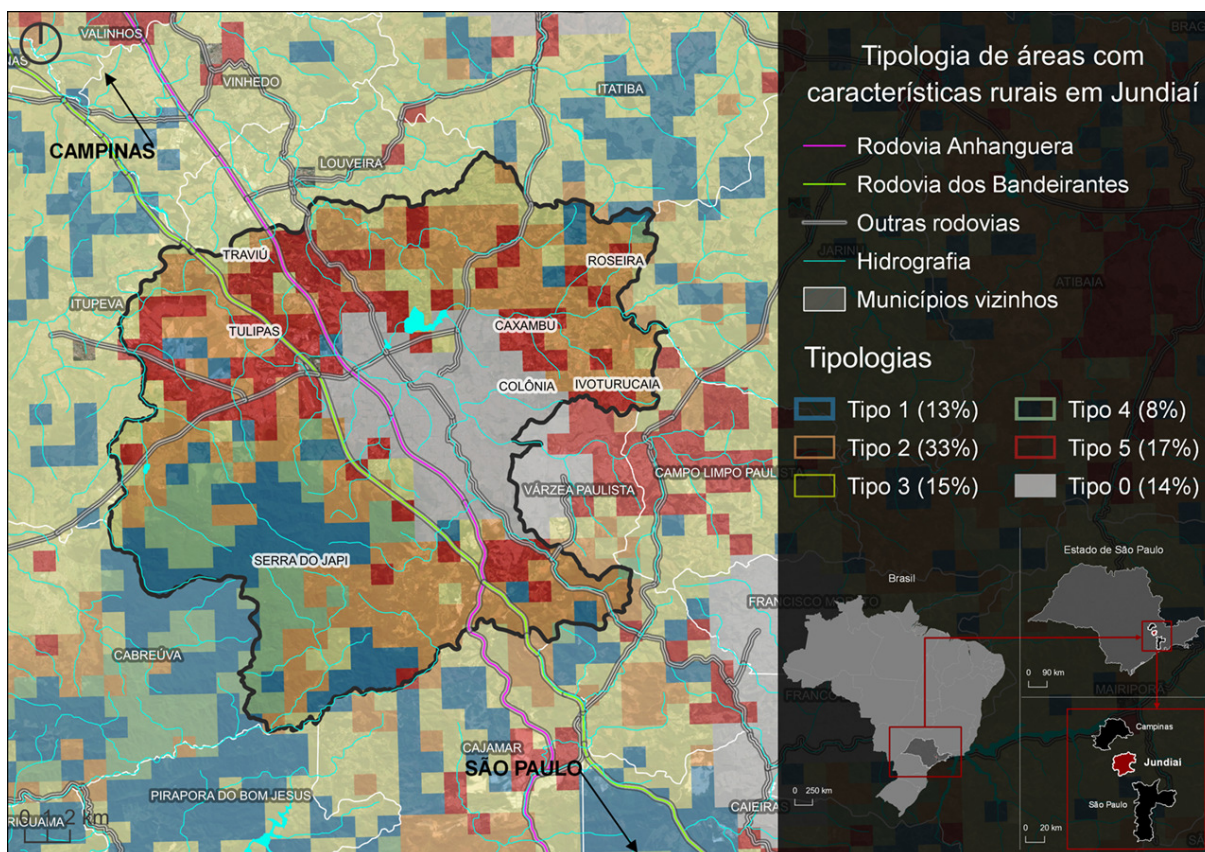 VALINHOS
VINHEDO
ITATIBA
CAMPINAS
LOUVEIRA
TRAVIÚ
ROSEIRA
ITUPEVA
TULIPAS
CAXAMBU
COLÔNIA
IVOTURUCAIA
CAMPO LIMPO PAULISTA
VÁRZEA PAULISTA
SERRA DO JAPI
CABREÚVA
CAJAMAR
SÃO PAULO
PIRAPORA DO BOM JESUS
CAIEIRAS
0 1 2 km
Tipologia de áreas com
características rurais em Jundiaí
Rodovia Anhanguera
Rodovia dos Bandeirantes
Outras rodovias
Hidrografia
Municípios vizinhos
JARINU
ATIBAIA
Tipologias
Tipo 1 (13%)
Tipo 4 (8%)
Tipo 2 (33%)
Tipo 5 (17%)
Tipo 3 (15%)
Tipo 0 (14%)
Brasil
0 250 km
Estado de São Paulo
0 90 km
MAIRIPORÃ
Campinas
Jundiaí
São Paulo
0 20 km